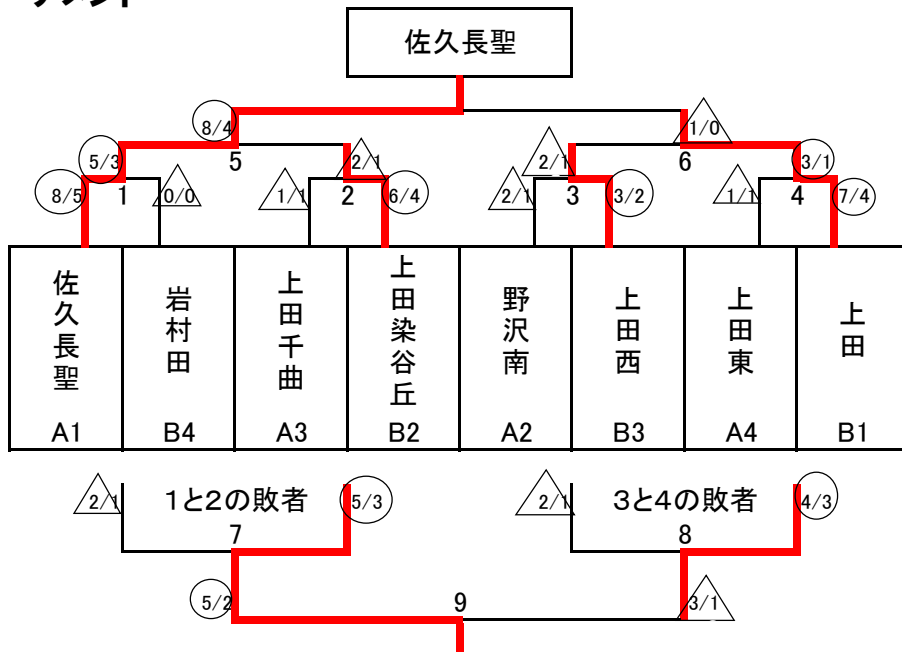 佐久長聖
8/4
1/0
5/3
5
2/1
2/1
6
3/1
8/5
1
0/0
1/1
2
6/4
2/1
3
3/2
1/1
4
7/4
佐久長聖
岩村田
上田千曲
上田染谷丘
野沢南
上田西
上田東
上田
A1
B4
A3
B2
A2
B3
A4
B1
2/1
1と2の敗者
5/3
2/1
3と4の敗者
4/3
7
8
5/2
9
3/1